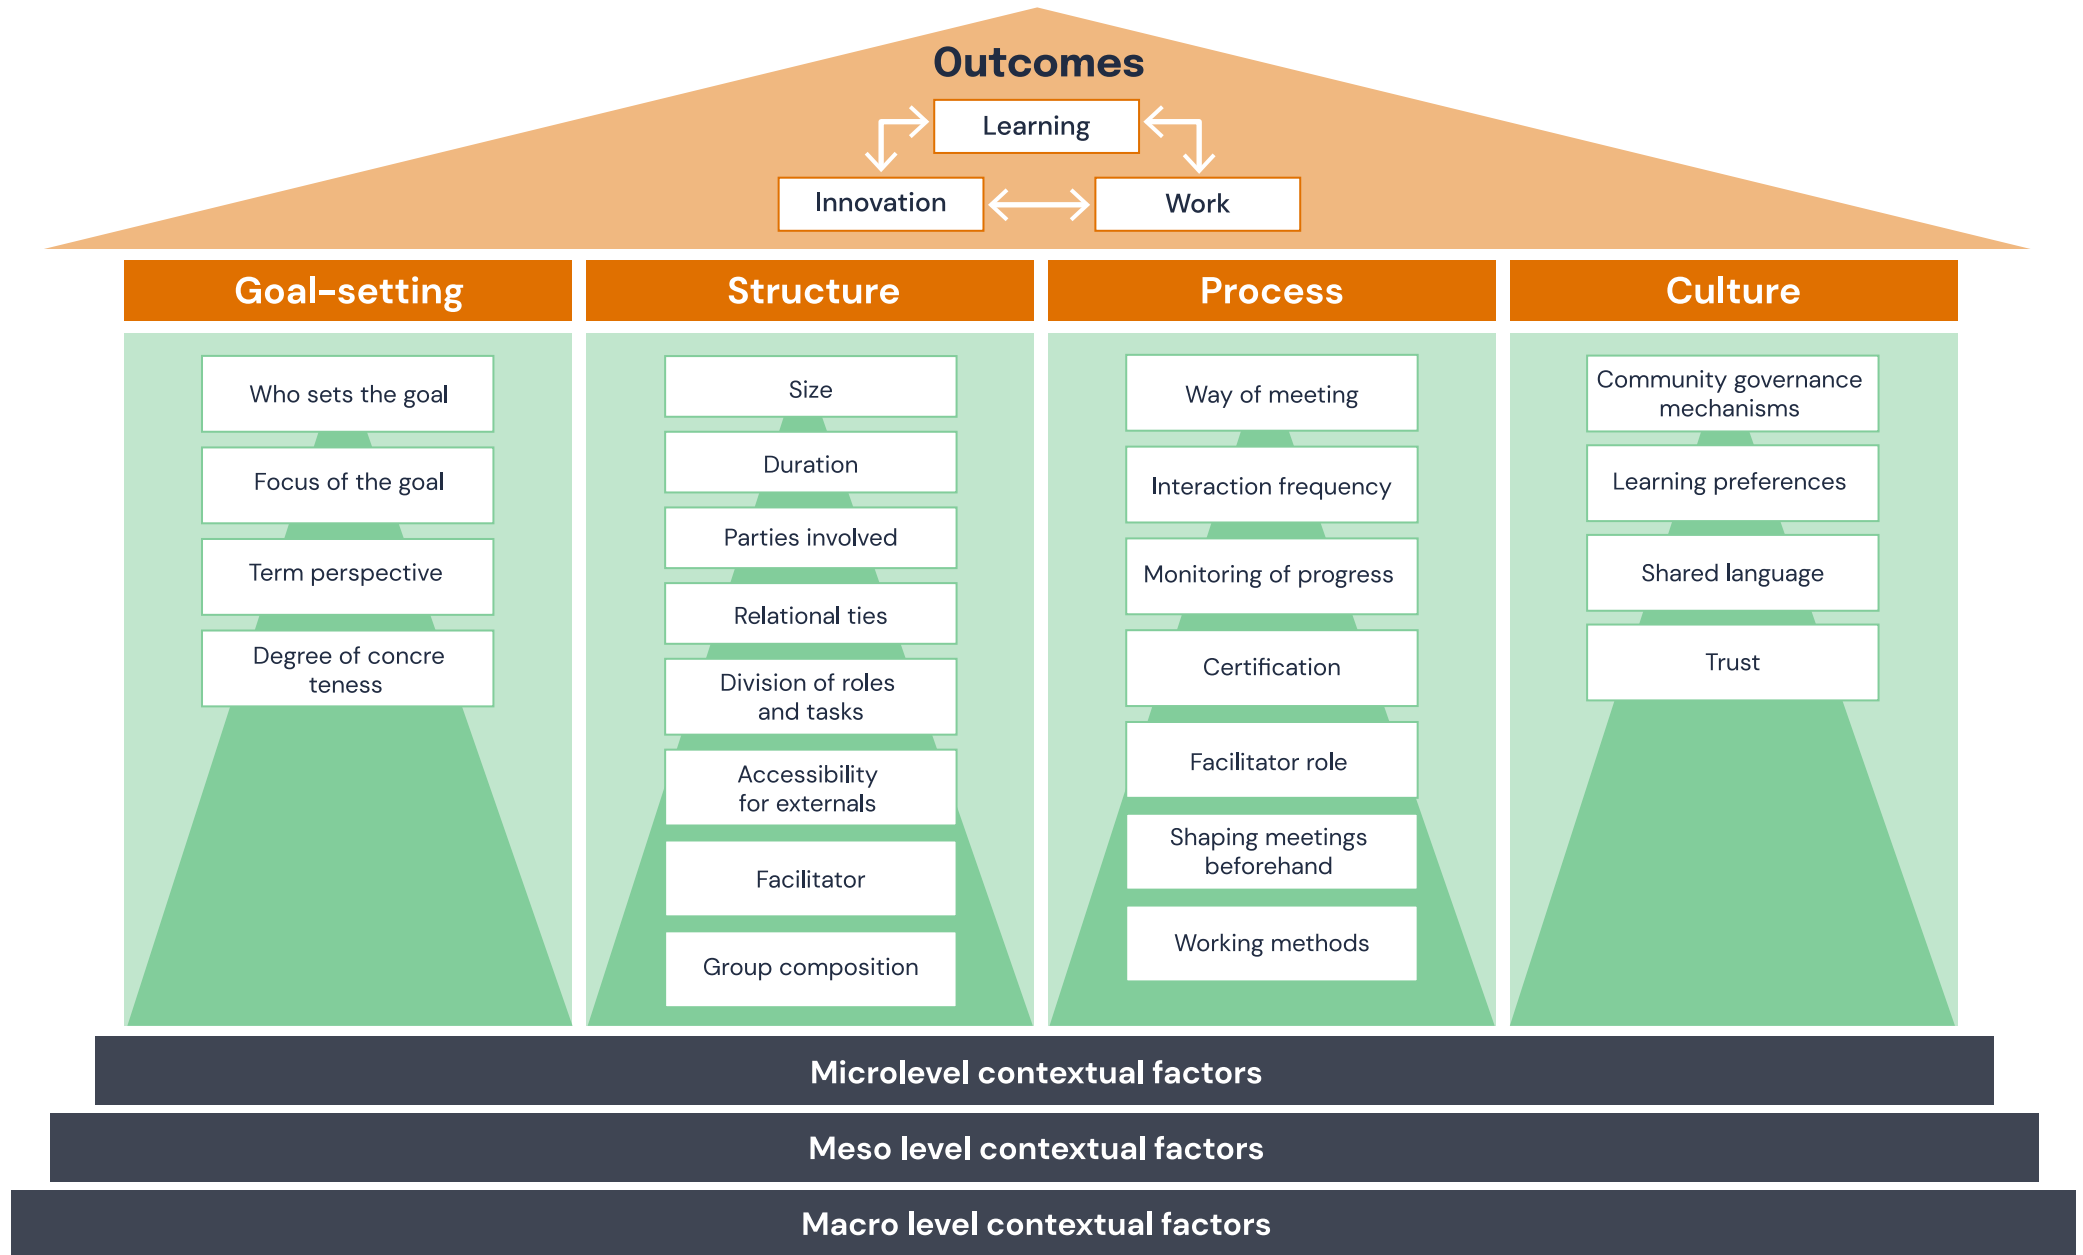 Outcomes
Learning
Innovation
Work
Goal-setting
Who sets the goal
Focus of the goal
Term perspective
Degree of concre
teness
Structure
Size
Duration
Parties involved
Relational ties
Division of roles
and tasks
Accessibility
for externals
Facilitator
Group composition
Process
Way of meeting
Interaction frequency
Monitoring of progress
Certification
Facilitator role
Shaping meetings
beforehand
Working methods
Culture
Community governance
mechanisms
Learning preferences
Shared language
Trust
Microlevel contextual factors
Meso level contextual factors
Macro level contextual factors